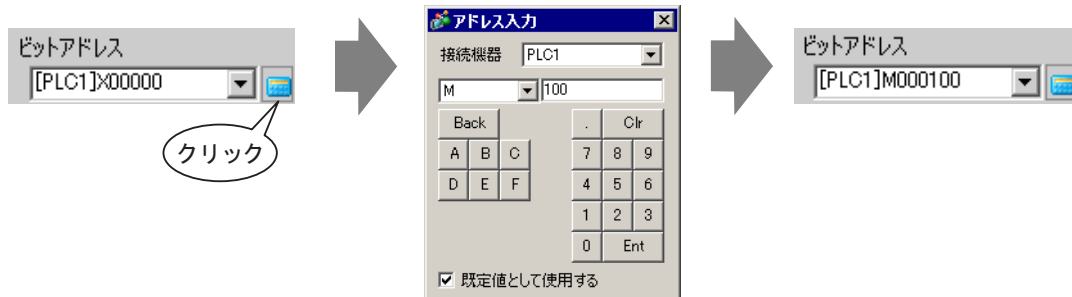 ビットアドレス
[PLC1]X00000
クリック
アドレス入力
接続機器 PLC1
M 100
Back . Clr
A B C 7 8 9
D E F 4 5 6
1 2 3
0 Ent
既定値として使用する
ビットアドレス
[PLC1]M000100